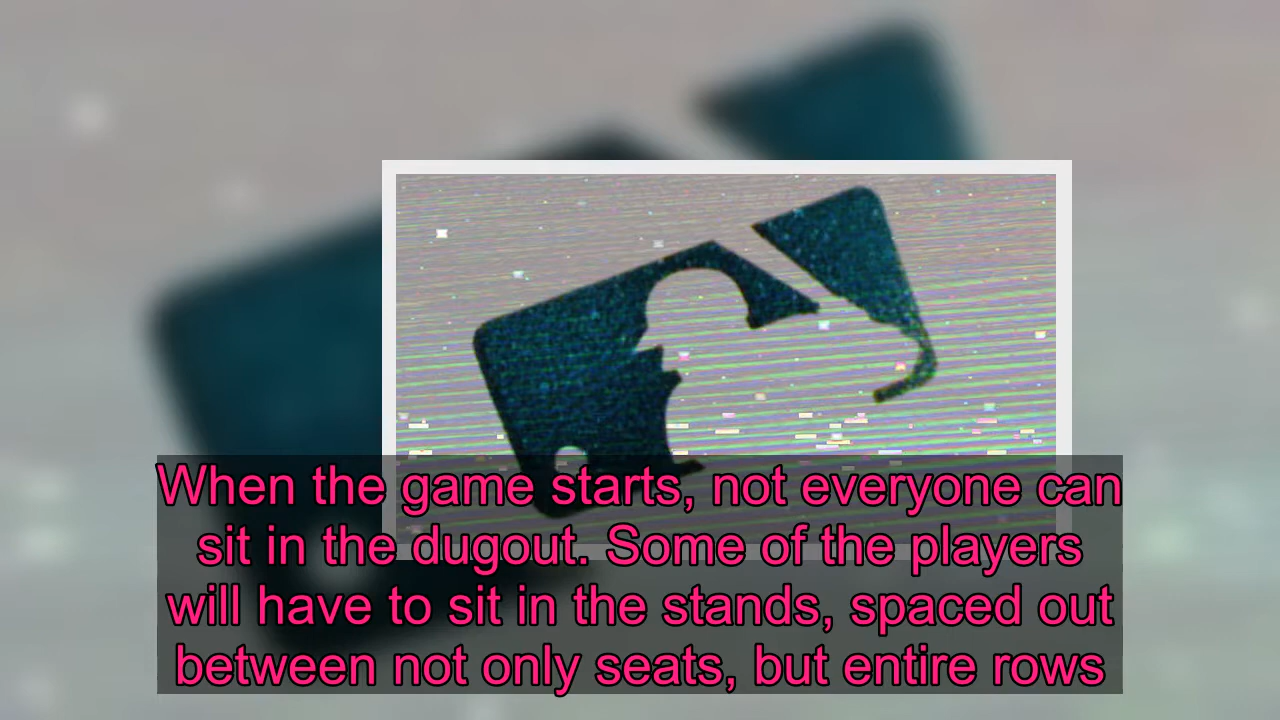 When the game starts, not everyone can
sit in the dugout. Some of the players
will have to sit in the stands, spaced out
between not only seats, but entire rows